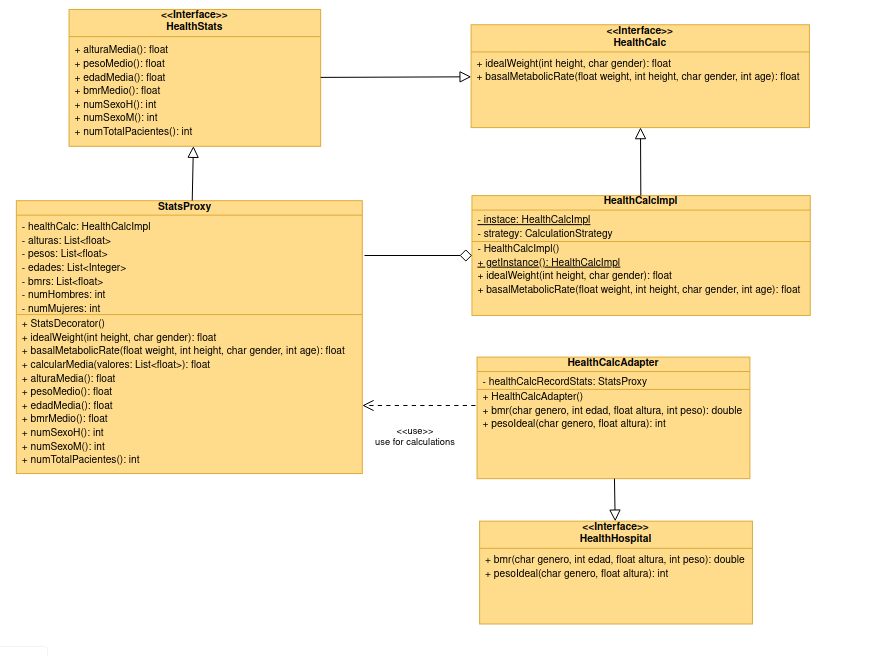 <<Interface>>
HealthStats
+ alturaMedia(): float
+ pesoMedio(): float
+ edadMedia(): float
+ bmrMedio(): float
+ numSexoH(): int
+ numSexoM(): int
+ numTotalPacientes(): int
<<Interface>>
HealthCalc
+ idealWeight(int height, char gender): float
+ basalMetabolicRate(float weight, int height, char gender, int age): float
StatsProxy
- healthCalc: HealthCalcImpl
- alturas: List<float>
- pesos: List<float>
- edades: List<Integer>
- bmrs: List<float>
- numHombres: int
- numMujeres: int
+ StatsDecorator()
+ idealWeight(int height, char gender): float
+ basalMetabolicRate(float weight, int height, char gender, int age): float
+ calcularMedia(valores: List<float>): float
+ alturaMedia(): float
+ pesoMedio(): float
+ edadMedia(): float
+ bmrMedio(): float
+ numSexoH(): int
+ numSexoM(): int
+ numTotalPacientes(): int
HealthCalcImpl
- instace: HealthCalcImpl
- strategy: CalculationStrategy
- HealthCalcImpl()
+ getInstance(): HealthCalcImpl
+ idealWeight(int height, char gender): float
+ basalMetabolicRate(float weight, int height, char gender, int age): float
<<use>>
use for calculations
HealthCalcAdapter
- healthCalcRecordStats: StatsProxy
+ HealthCalcAdapter()
+ bmr(char genero, int edad, float altura, int peso): double
+ pesoIdeal(char genero, float altura): int
<<Interface>>
HealthHospital
+ bmr(char genero, int edad, float altura, int peso): double
+ pesoIdeal(char genero, float altura): int